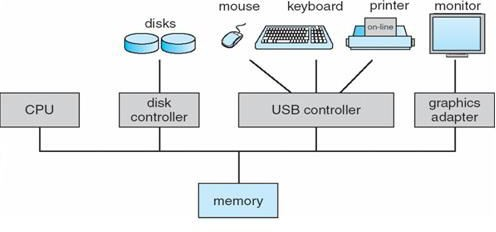 mouse
keyboard
printer
monitor
disks
on-line
CPU
disk
controller
USB controller
graphics
adapter
memory